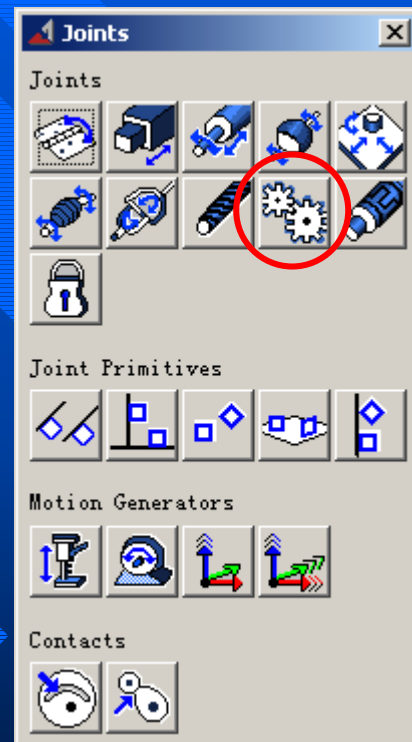 Joints
Joints
Joint Primitives
Motion Generators
Contacts